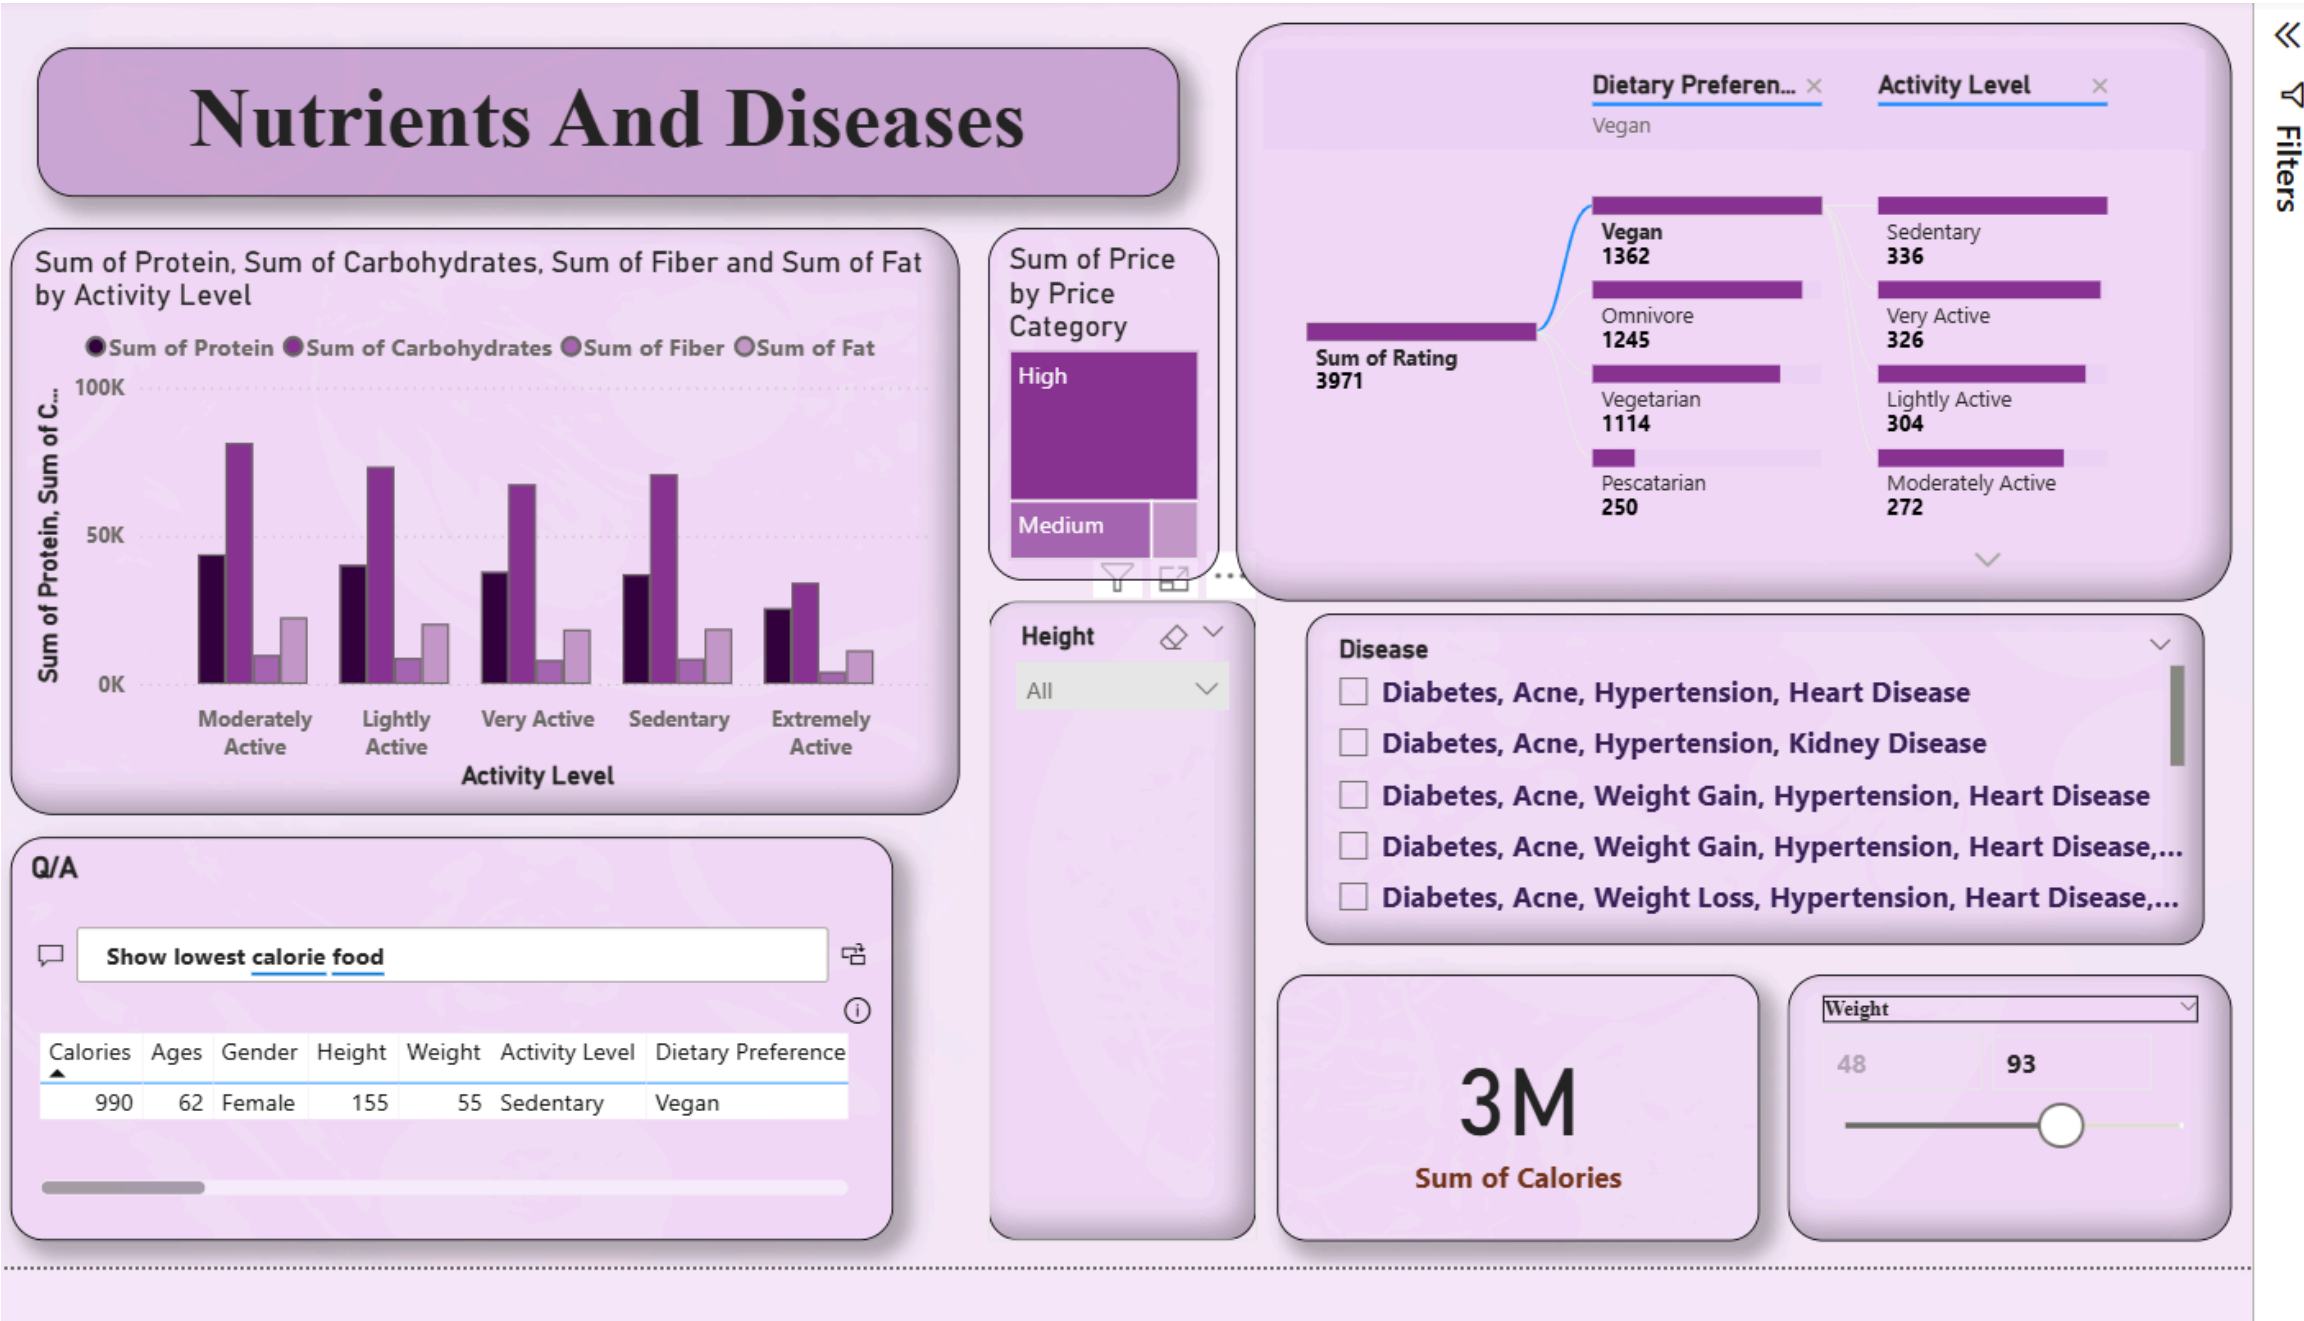 Nutrients And Diseases
Sum of Protein, Sum of Carbohydrates, Sum of Fiber and Sum of Fat
by Activity Level
Sum of Protein Sum of Carbohydrates Sum of Fiber Sum of Fat
Sum of Protein, Sum of C...
100K
50K
0K
Moderately
Active
Lightly
Active
Very Active
Sedentary
Extremely
Active
Activity Level
Sum of Price
by Price
Category
High
Medium
Dietary Preferen...
Vegan
Activity Level
Sum of Rating
3971
Vegan
1362
Omnivore
1245
Vegetarian
1114
Pescatarian
250
Sedentary
336
Very Active
326
Lightly Active
304
Moderately Active
272
Filters
Height
All
Disease
Diabetes, Acne, Hypertension, Heart Disease
Diabetes, Acne, Hypertension, Kidney Disease
Diabetes, Acne, Weight Gain, Hypertension, Heart Disease
Diabetes, Acne, Weight Gain, Hypertension, Heart Disease,...
Diabetes, Acne, Weight Loss, Hypertension, Heart Disease,...
Q/A
Show lowest calorie food
Calories Ages Gender Height Weight Activity Level Dietary Preference
990 62 Female 155 55 Sedentary Vegan
3M
Sum of Calories
Weight
48 93